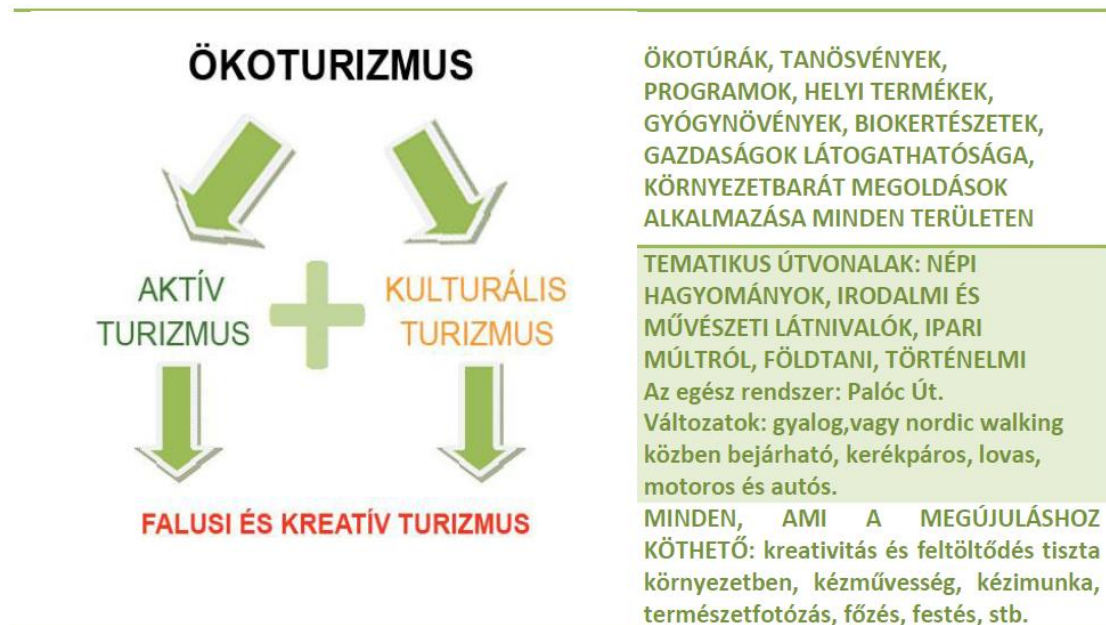 ÖKOTURIZMUS
AKTÍV
TURIZMUS
KULTURÁLIS
TURIZMUS
FALUSI ÉS KREATÍV TURIZMUS
ÖKOTÚRÁK, TANÖSVÉNYEK,
PROGRAMOK, HELYI TERMÉKEK,
GYÓGYNÖVÉNYEK, BIOKERTÉSZETEK,
GAZDASÁGOK LÁTOGATHATÓSÁGA,
KÖRNYEZETBARÁT MEGOLDÁSOK
ALKALMAZÁSA MINDEN TERÜLETEN
TEMATIKUS ÚTVONALAK: NÉPI
HAGYOMÁNYOK, IRODALMI ÉS
MŰVÉSZETI LÁTNIVALÓK, IPARI
MÚLTRÓL, FÖLDTANI, TÖRTÉNELMI
Az egész rendszer: Palóc Út.
Változatok: gyalog,vagy nordic walking
közben bejárható, kerékpáros, lovas,
motoros és autós.
MINDEN, AMI A MEGÚJULÁSHOZ
KÖTHETŐ: kreativitás és feltöltődés tiszta
környezetben, kézművesség, kézimunka,
természetfotózás, főzés, festés, stb.